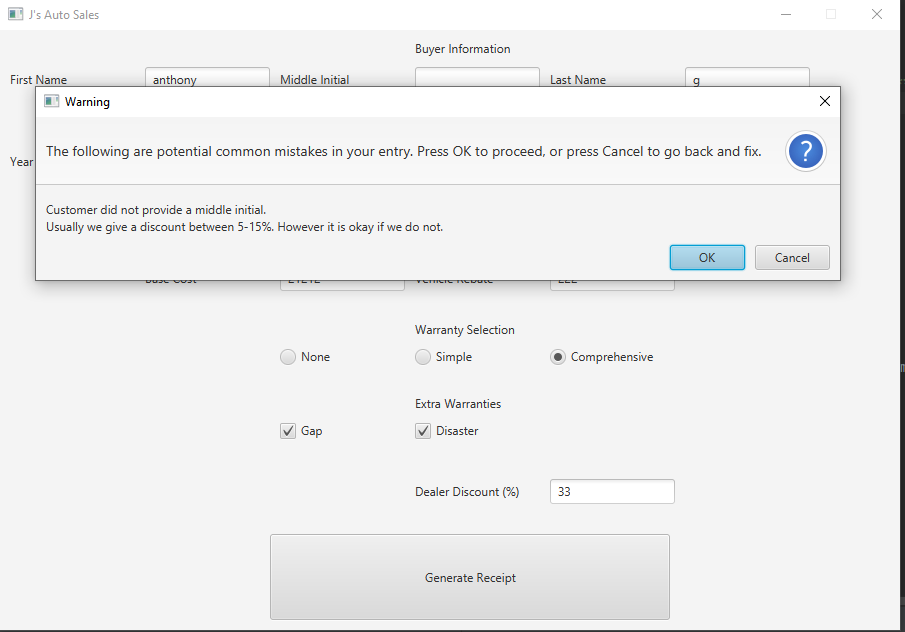 J's Auto Sales
Buyer Information
First Name anthony Middle Initial Last Name g
Warning
The following are potential common mistakes in your entry. Press OK to proceed, or press Cancel to go back and fix.
?
Year
Customer did not provide a middle initial.
Usually we give a discount between 5-15%. However it is okay if we do not.
OK Cancel
Base Cost Vehicle Rebate
Warranty Selection
None Simple Comprehensive
Extra Warranties
Gap Disaster
Dealer Discount (%) 33
Generate Receipt